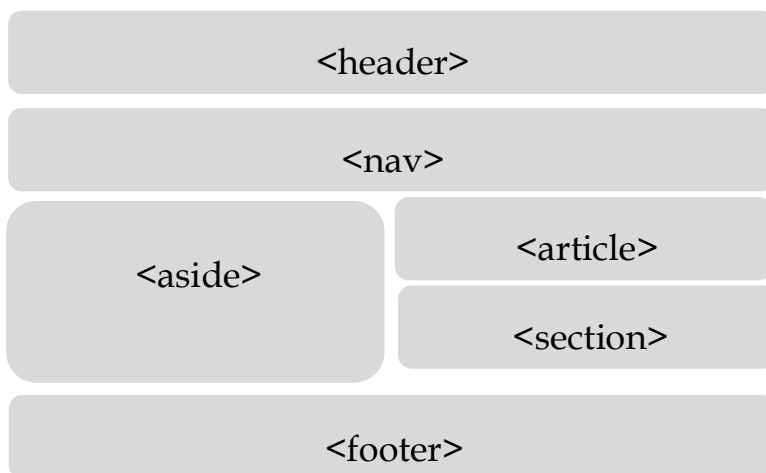 <header>
<nav>
<aside>
<article>
<section>
<footer>